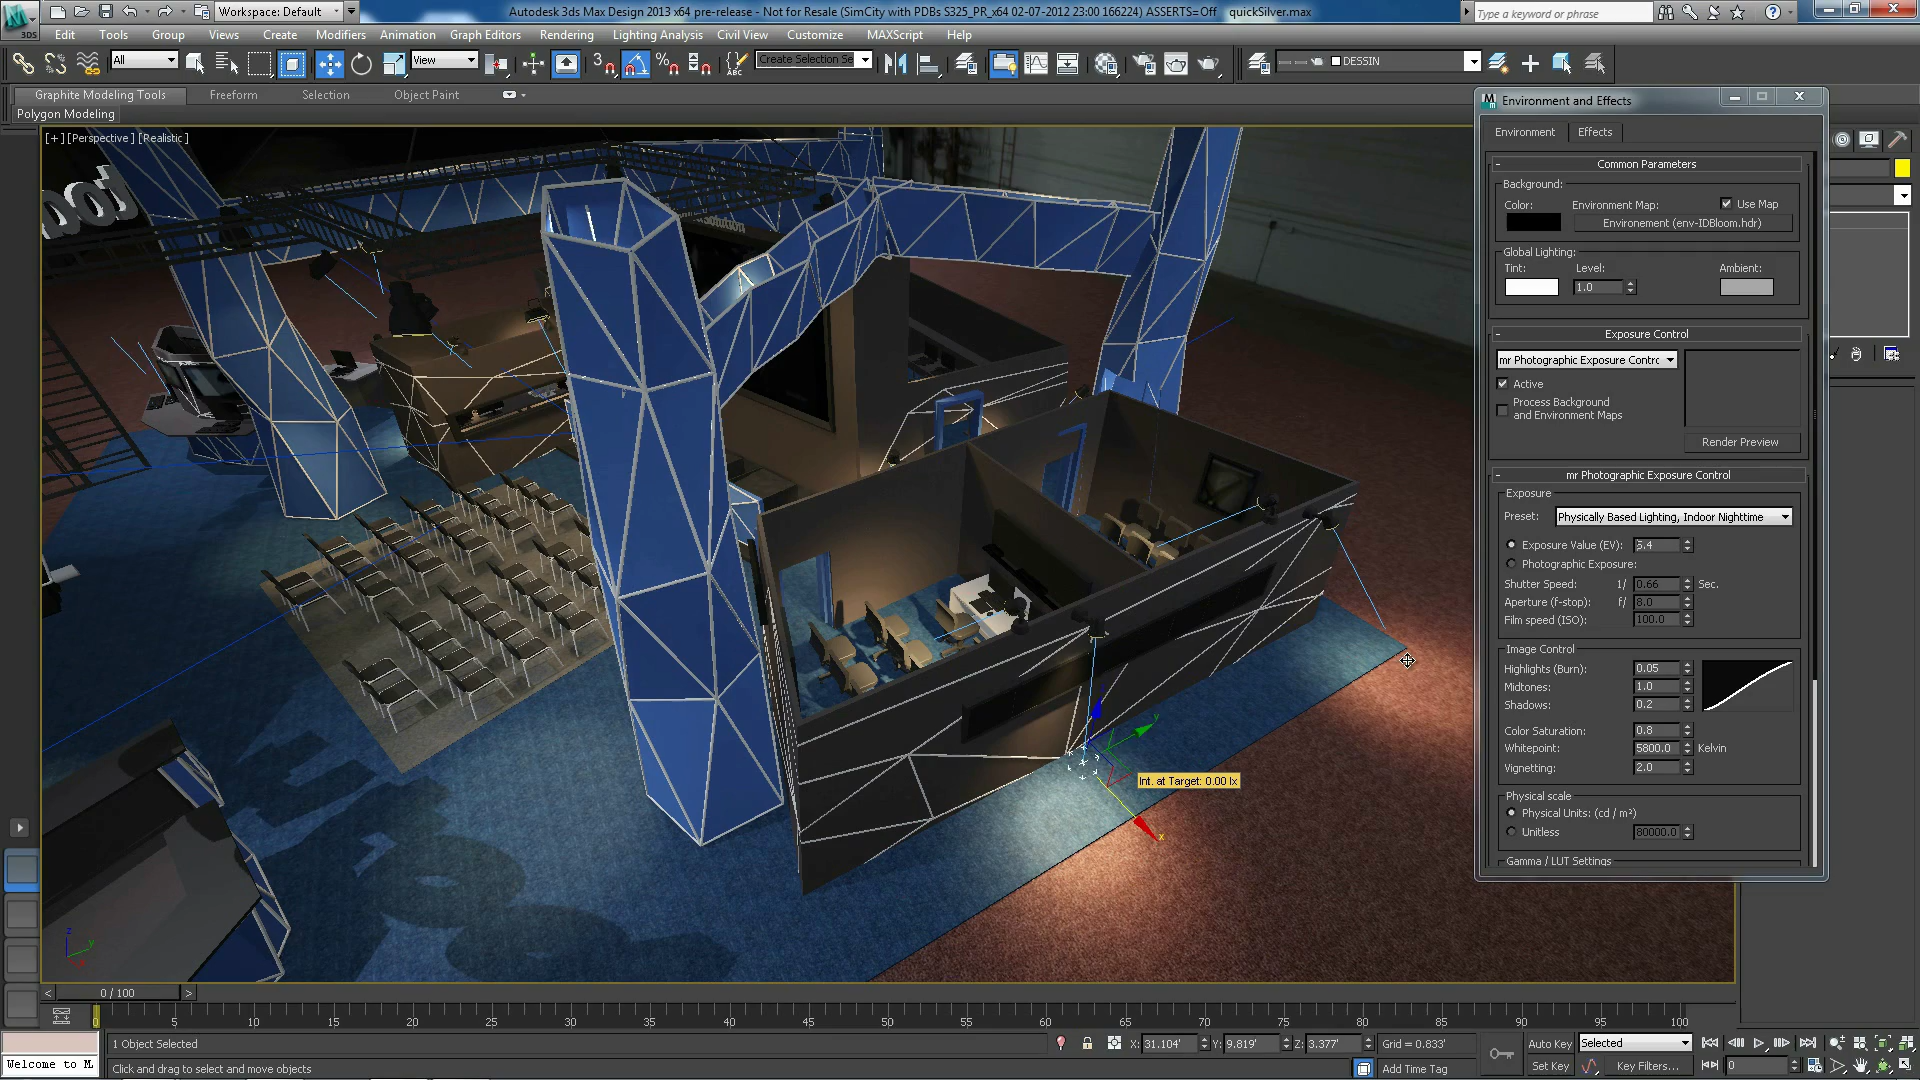 Workspace: Default
Autodesk 3ds Max Design 2013 x64 pre-release - Not for Resale (SimCity with PDBs S325_PR_x64 02-07-2012 23:00 166224) ASSERTS=Off quickSilver.max
Type a keyword or phrase
3DS
Edit Tools Group Views Create Modifiers Animation Graph Editors Rendering Lighting Analysis Civil View Customize MAXScript Help
All
View
3
Create Selection Se
DESSIN
Graphite Modeling Tools Freeform Selection Object Paint
Polygon Modeling
[+][Perspective][Realistic]
Environment and Effects
Environment Effects
Common Parameters
Background:
Color: Environment Map: Use Map
Environement (env-IDBloom.hdr)
Global Lighting:
Tint: Level: Ambient:
1.0
Exposure Control
mr Photographic Exposure Contrc
Active
Process Background
and Environment Maps
Render Preview
mr Photographic Exposure Control
Exposure
Preset: Physically Based Lighting, Indoor Nighttime
Exposure Value (EV): 5.4
Photographic Exposure:
Shutter Speed: 1/ 0.66 Sec.
Aperture (f-stop): f/ 8.0
Film speed (ISO): 100.0
Image Control
Highlights (Burn): 0.05
Midtones: 1.0
Shadows: 0.2
Color Saturation: 0.8
Whitepoint: 5800.0 Kelvin
Vignetting: 2.0
Physical scale
Physical Units: (cd / m²)
Unitless 80000.0
Gamma / LUT Settings
pot
y
Int. at Target: 0.00 lx
x
z
y
< 0 / 100 >
5 10 15 20 25 30 35 40 45 50 55 60 65 70 75 80 85 90 95 100
1 Object Selected
X: 31.104' Y: 9.819' Z: 3.377' Grid = 0.833'
Auto Key Selected
Welcome to M.
Click and drag to select and move objects
Add Time Tag
Set Key Key Filters... 0